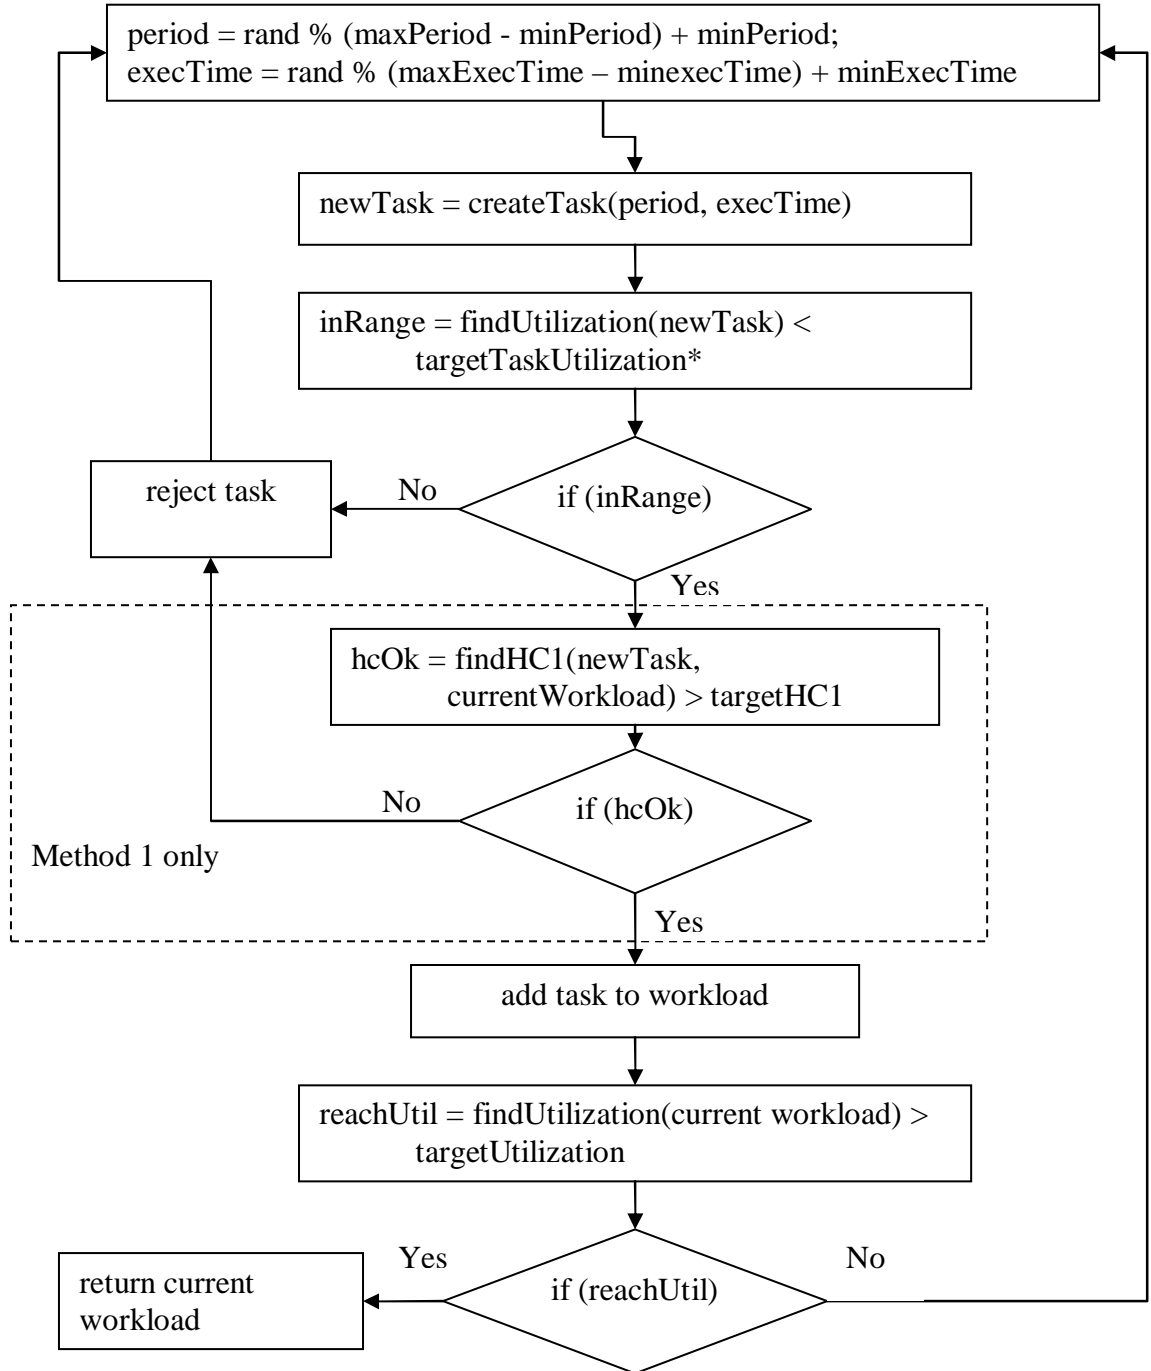 period = rand % (maxPeriod - minPeriod) + minPeriod;
execTime = rand % (maxExecTime – minexecTime) + minExecTime
newTask = createTask(period, execTime)
inRange = findUtilization(newTask) <
targetTaskUtilization*
reject task
No
if (inRange)
Yes
hcOk = findHC1(newTask,
currentWorkload) > targetHC1
No
if (hcOk)
Method 1 only
Yes
add task to workload
reachUtil = findUtilization(current workload) >
targetUtilization
Yes
No
if (reachUtil)
return current
workload